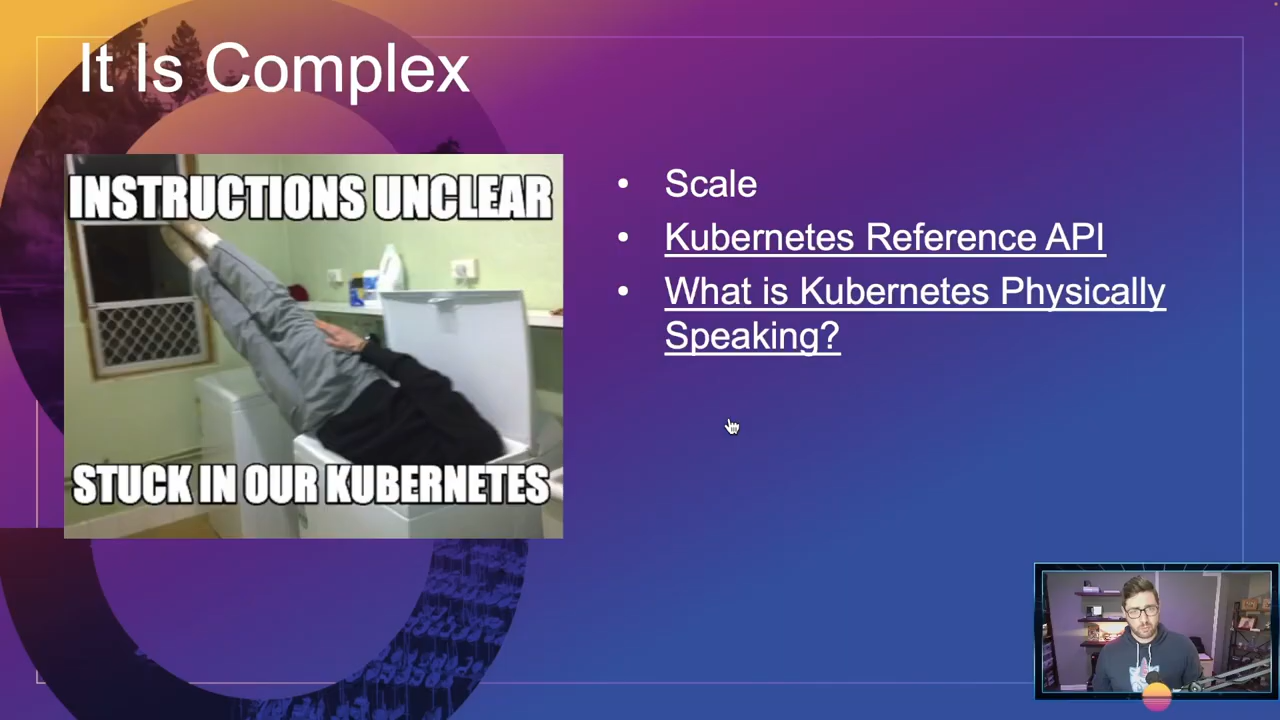 It Is Complex
INSTRUCTIONS UNCLEAR
STUCK IN OUR KUBERNETES
• Scale
• Kubernetes Reference API
• What is Kubernetes Physically
Speaking?